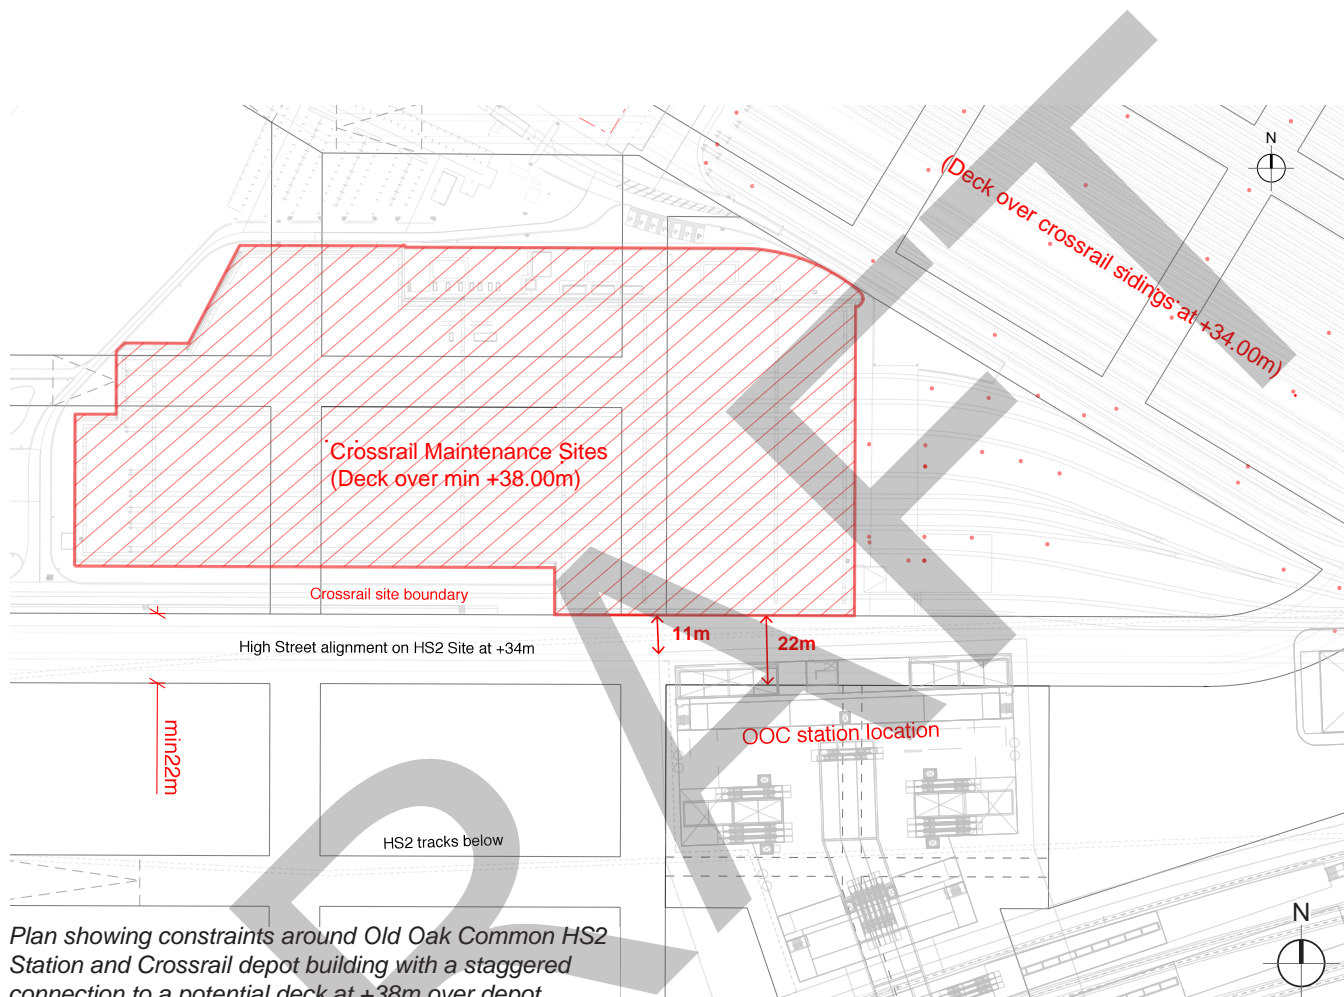 N
(Deck over crossrail sidings at +34.00m)
Crossrail Maintenance Sites
(Deck over min +38.00m)
Crossrail site boundary
11m
High Street alignment on HS2 Site at +34m
22m
min22m
OOC station location
HS2 tracks below
N
Plan showing constraints around Old Oak Common HS2
Station and Crossrail depot building with a staggered
connection to a potential deck at +38m over depot
DRAFT